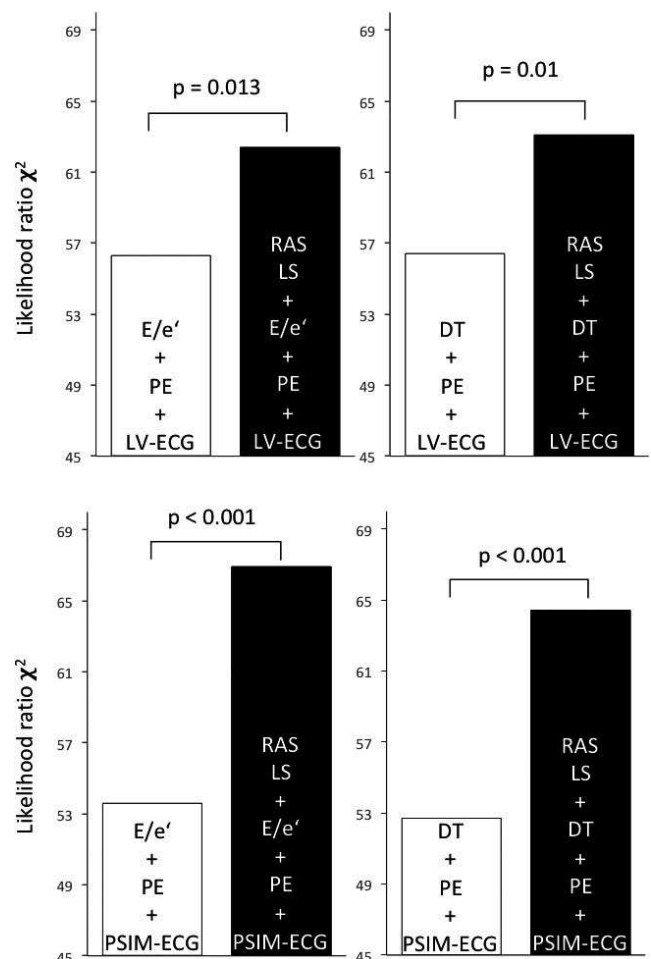 69
65
61
57
53
49
45
Likelihood ratio χ²
p = 0.013
E/e‘
+
PE
+
LV-ECG
RAS
LS
+
E/e‘
+
PE
+
LV-ECG
69
65
61
57
53
49
45
p = 0.01
DT
+
PE
+
LV-ECG
RAS
LS
+
DT
+
PE
+
LV-ECG
69
65
61
57
53
49
45
Likelihood ratio χ²
p < 0.001
E/e‘
+
PE
+
PSIM-ECG
RAS
LS
+
E/e‘
+
PE
+
PSIM-ECG
69
65
61
57
53
49
45
p < 0.001
DT
+
PE
+
PSIM-ECG
RAS
LS
+
DT
+
PE
+
PSIM-ECG